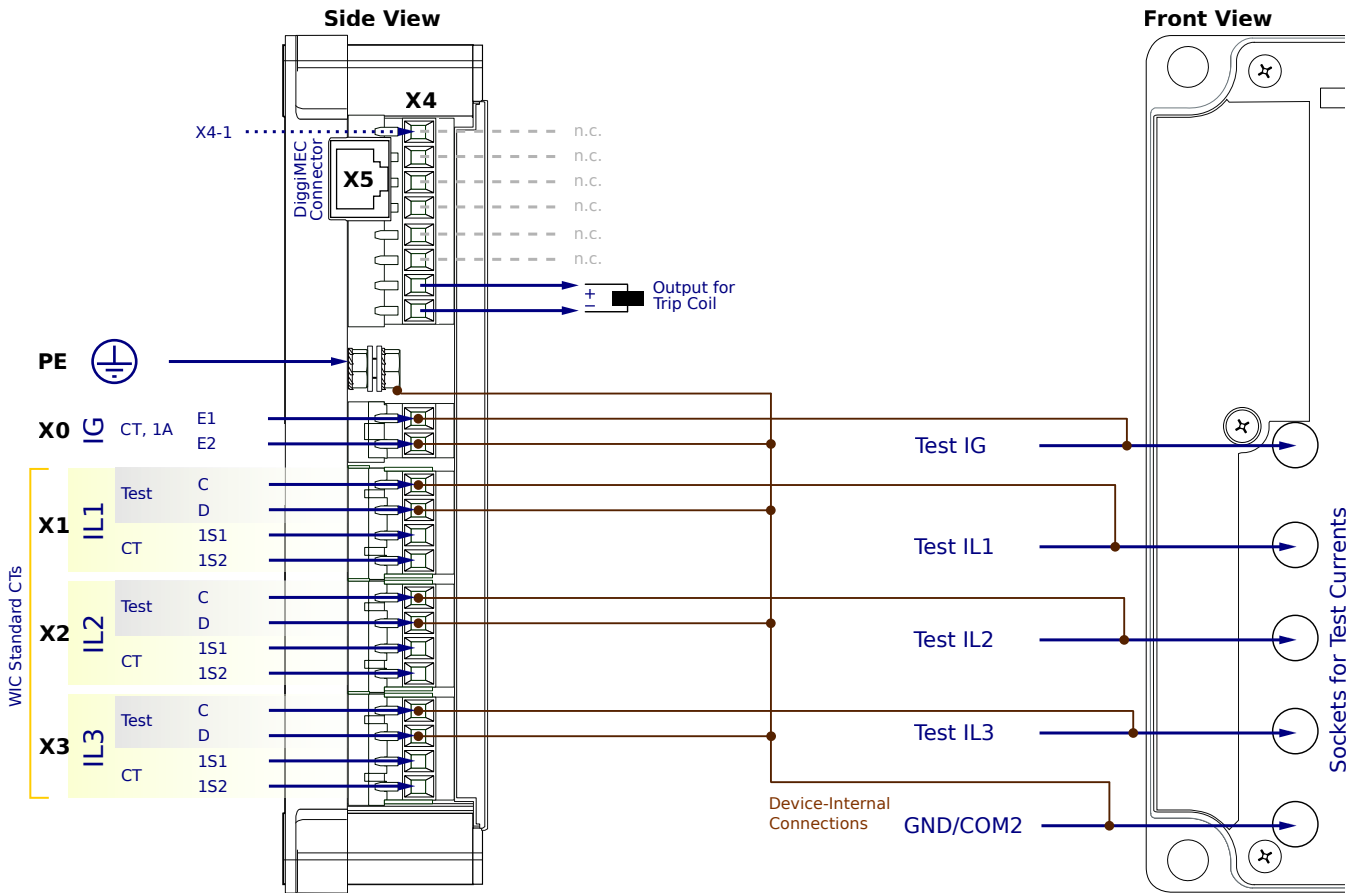 Side View
Front View
X4
X4-1
n.c.
n.c.
n.c.
n.c.
n.c.
n.c.
DiggiMEC
Connector
X5
+
−
Output for
Trip Coil
PE
X0
IG
CT, 1A
E1
E2
Test IG
WIC Standard CTs
X1
IL1
Test
C
D
CT
1S1
1S2
Test IL1
X2
IL2
Test
C
D
CT
1S1
1S2
Test IL2
X3
IL3
Test
C
D
CT
1S1
1S2
Test IL3
Device-Internal
Connections
GND/COM2
Sockets for Test Currents